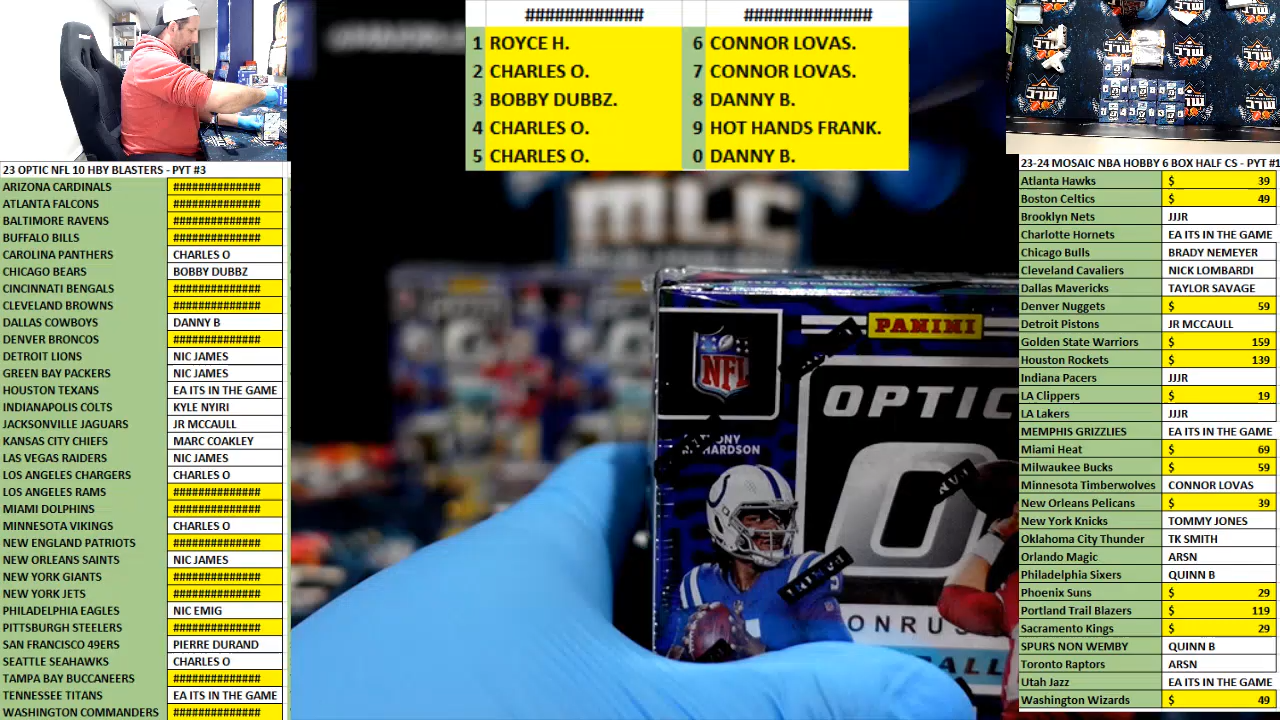 ############# #############
1 ROYCE H. 6 CONNOR LOVAS.
2 CHARLES O. 7 CONNOR LOVAS.
3 BOBBY DUBBZ. 8 DANNY B.
4 CHARLES O. 9 HOT HANDS FRANK.
5 CHARLES O. 0 DANNY B.
23 OPTIC NFL 10 HBY BLASTERS - PYT #3
ARIZONA CARDINALS ##############
ATLANTA FALCONS ##############
BALTIMORE RAVENS ##############
BUFFALO BILLS ##############
CAROLINA PANTHERS CHARLES O
CHICAGO BEARS BOBBY DUBBZ
CINCINNATI BENGALS ##############
CLEVELAND BROWNS ##############
DALLAS COWBOYS DANNY B
DENVER BRONCOS ##############
DETROIT LIONS NIC JAMES
GREEN BAY PACKERS NIC JAMES
HOUSTON TEXANS EA ITS IN THE GAME
INDIANAPOLIS COLTS KYLE NYIRI
JACKSONVILLE JAGUARS JR MCCAULL
KANSAS CITY CHIEFS MARC COAKLEY
LAS VEGAS RAIDERS NIC JAMES
LOS ANGELES CHARGERS CHARLES O
LOS ANGELES RAMS ##############
MIAMI DOLPHINS ##############
MINNESOTA VIKINGS CHARLES O
NEW ENGLAND PATRIOTS ##############
NEW ORLEANS SAINTS NIC JAMES
NEW YORK GIANTS ##############
NEW YORK JETS ##############
PHILADELPHIA EAGLES NIC EMIG
PITTSBURGH STEELERS ##############
SAN FRANCISCO 49ERS PIERRE DURAND
SEATTLE SEAHAWKS CHARLES O
TAMPA BAY BUCCANEERS ##############
TENNESSEE TITANS EA ITS IN THE GAME
WASHINGTON COMMANDERS ##############
MLC
PANINI
NFL
OPTIC
23-24 MOSAIC NBA HOBBY 6 BOX HALF CS - PYT #1
Atlanta Hawks $ 39
Boston Celtics $ 49
Brooklyn Nets JJJR
Charlotte Hornets EA ITS IN THE GAME
Chicago Bulls BRADY NEMEYER
Cleveland Cavaliers NICK LOMBARDI
Dallas Mavericks TAYLOR SAVAGE
Denver Nuggets $ 59
Detroit Pistons JR MCCAULL
Golden State Warriors $ 159
Houston Rockets $ 139
Indiana Pacers JJJR
LA Clippers $ 19
LA Lakers JJJR
MEMPHIS GRIZZLIES EA ITS IN THE GAME
Miami Heat $ 69
Milwaukee Bucks $ 59
Minnesota Timberwolves CONNOR LOVAS
New Orleans Pelicans $ 39
New York Knicks TOMMY JONES
Oklahoma City Thunder TK SMITH
Orlando Magic ARSN
Philadelphia Sixers QUINN B
Phoenix Suns $ 29
Portland Trail Blazers $ 119
Sacramento Kings $ 29
SPURS NON WEMBY QUINN B
Toronto Raptors ARSN
Utah Jazz EA ITS IN THE GAME
Washington Wizards $ 49